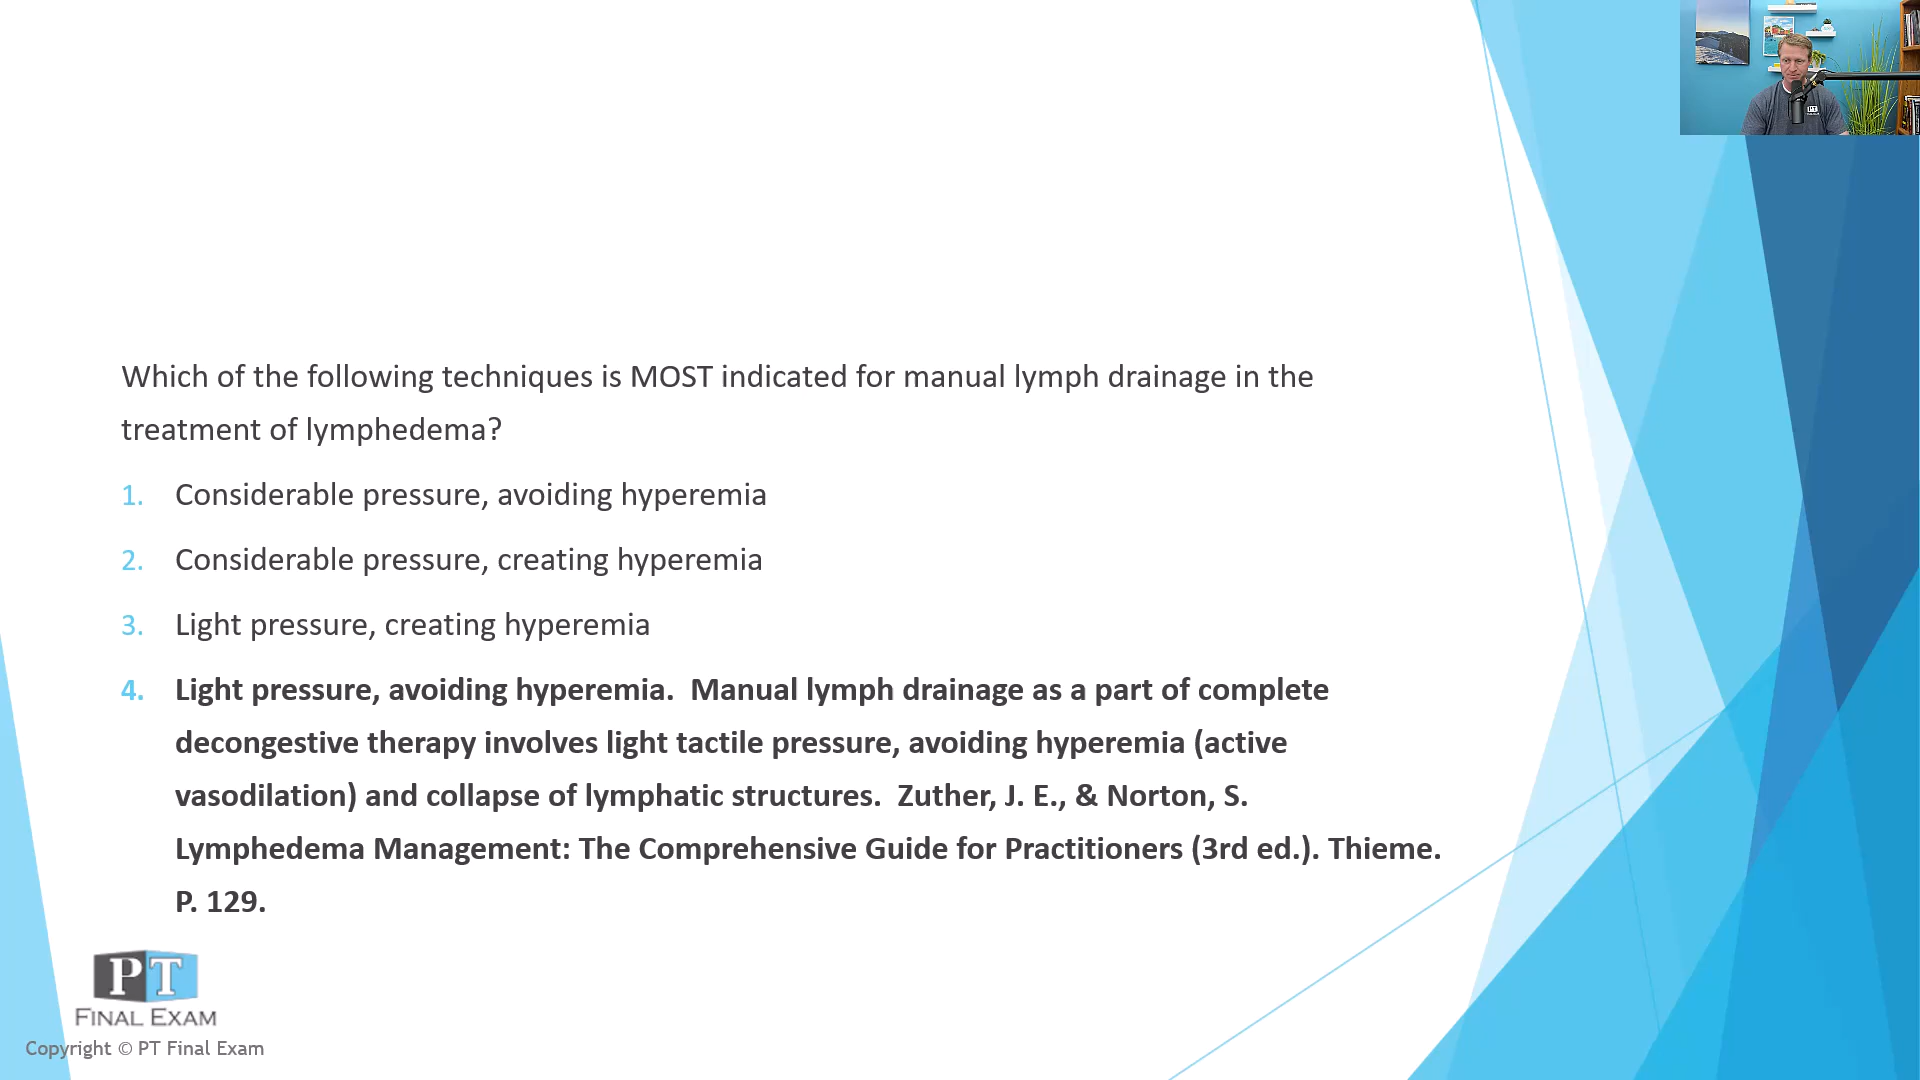 Which of the following techniques is MOST indicated for manual lymph drainage in the
treatment of lymphedema?
1. Considerable pressure, avoiding hyperemia
2. Considerable pressure, creating hyperemia
3. Light pressure, creating hyperemia
4. Light pressure, avoiding hyperemia.  Manual lymph drainage as a part of complete
decongestive therapy involves light tactile pressure, avoiding hyperemia (active
vasodilation) and collapse of lymphatic structures.  Zuther, J. E., & Norton, S.
Lymphedema Management: The Comprehensive Guide for Practitioners (3rd ed.). Thieme.
P. 129.
PT
FINAL EXAM
Copyright © PT Final Exam
PT